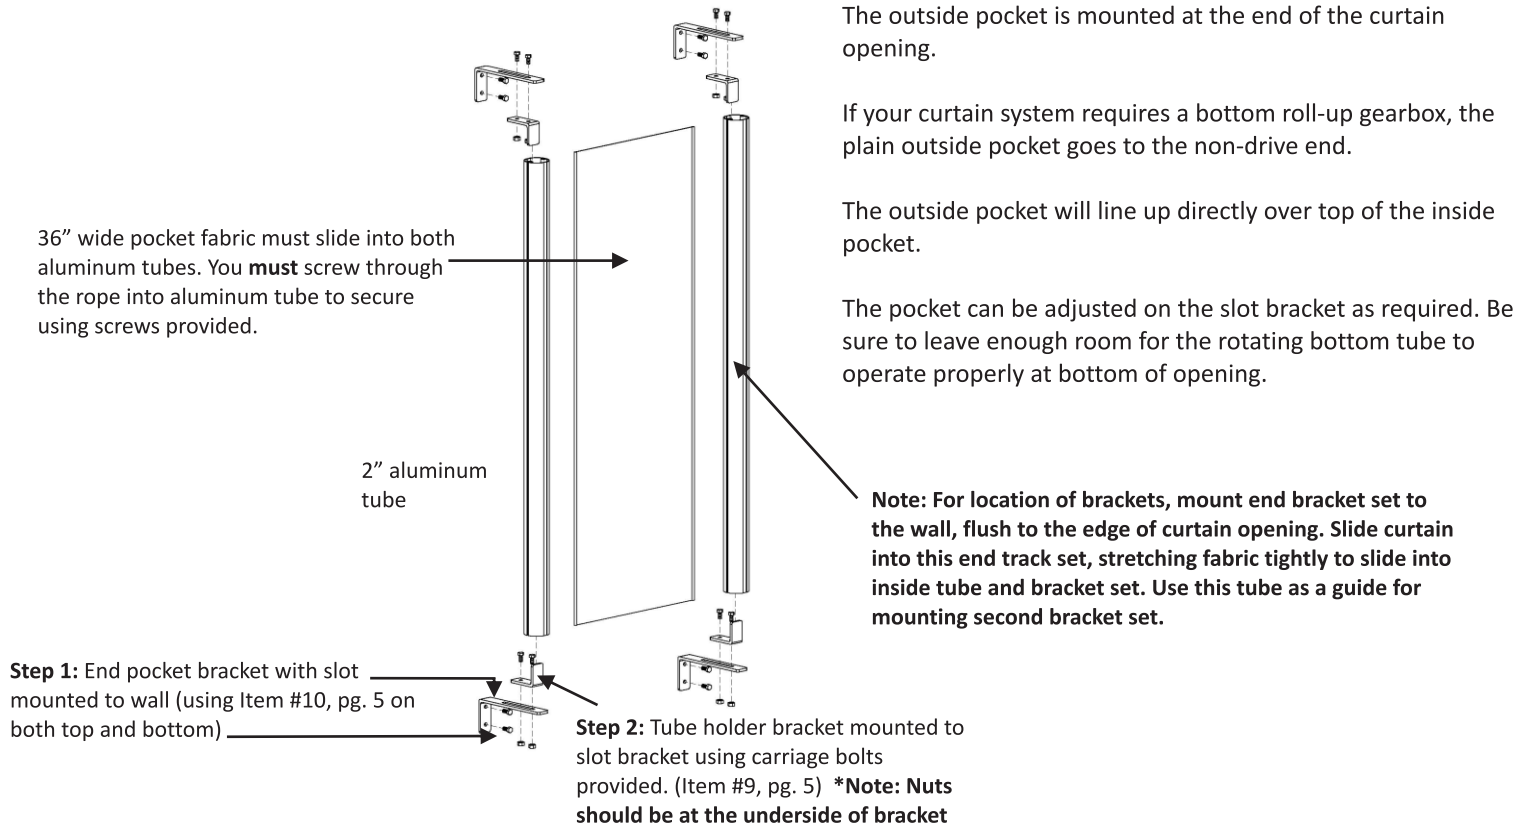 The outside pocket is mounted at the end of the curtain
opening.
If your curtain system requires a bottom roll-up gearbox, the
plain outside pocket goes to the non-drive end.
The outside pocket will line up directly over top of the inside
pocket.
The pocket can be adjusted on the slot bracket as required. Be
sure to leave enough room for the rotating bottom tube to
operate properly at bottom of opening.
36” wide pocket fabric must slide into both
aluminum tubes. You must screw through
the rope into aluminum tube to secure
using screws provided.
2” aluminum
tube
Note: For location of brackets, mount end bracket set to
the wall, flush to the edge of curtain opening. Slide curtain
into this end track set, stretching fabric tightly to slide into
inside tube and bracket set. Use this tube as a guide for
mounting second bracket set.
Step 1: End pocket bracket with slot
mounted to wall (using Item #10, pg. 5 on
both top and bottom)
Step 2: Tube holder bracket mounted to
slot bracket using carriage bolts
provided. (Item #9, pg. 5) *Note: Nuts
should be at the underside of bracket